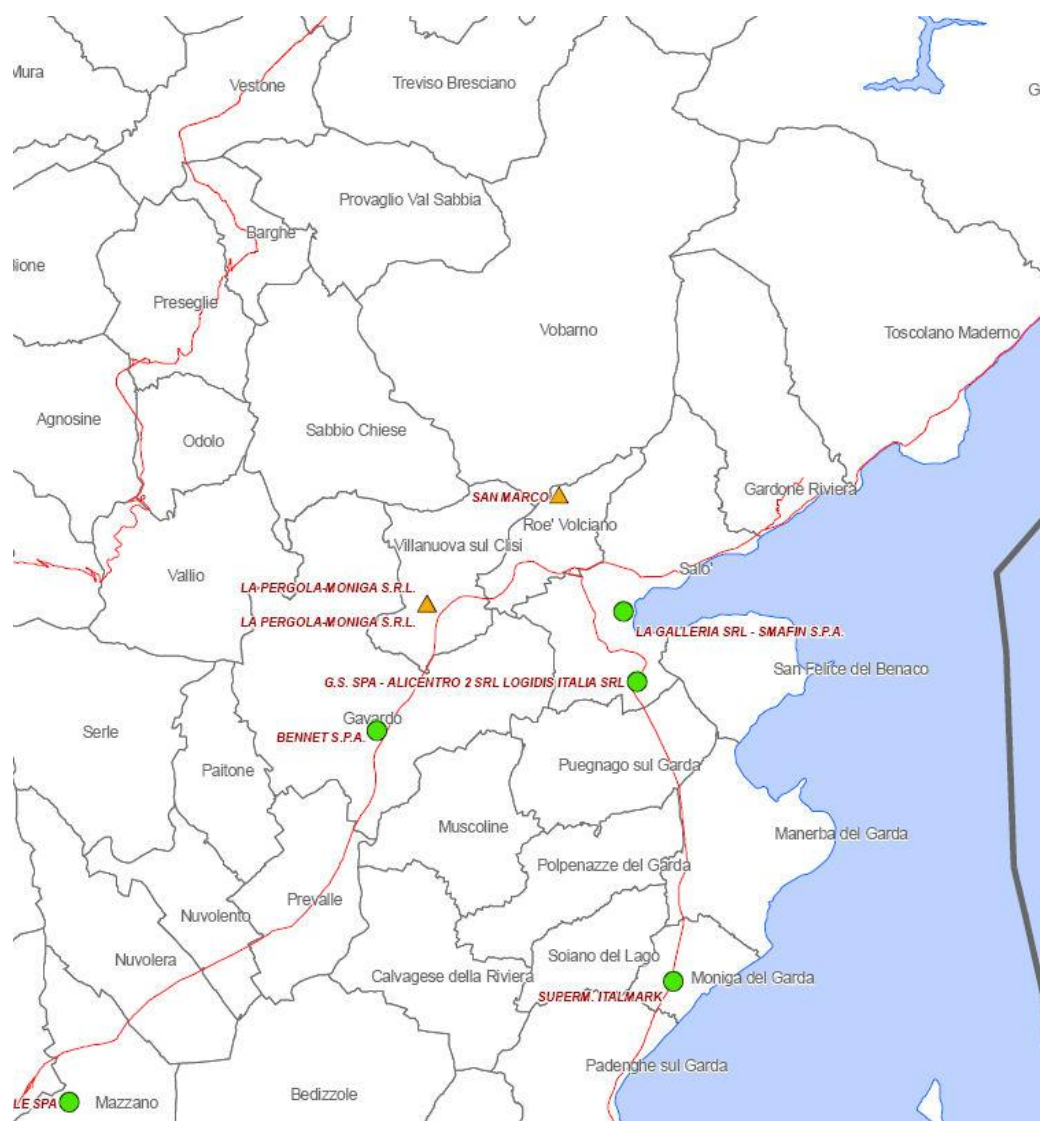 Mura
Vestone
Treviso Bresciano
G
Provaglio Val Sabbia
Barghe
lione
Preseglie
Vobarno
Toscolano Maderno
Agnosine
Odolo
Sabbio Chiese
SAN MARCO
Gardone Riviera
Roe' Volciano
Villanuova sul Clisi
Vallio
Salo'
LA PERGOLA-MONIGA S.R.L.
LA PERGOLA-MONIGA S.R.L.
LA GALLERIA SRL - SMAFIN S.P.A.
San Felice del Benaco
G.S. SPA - ALICENTRO 2 SRL LOGIDIS ITALIA SRL
Gavardo
Serle
BENNET S.P.A.
Paitone
Puegnago sul Garda
Muscoline
Manerba del Garda
Polpenazze del Garda
Prevalle
Nuvolento
Nuvolera
Soiano del Lago
Calvagese della Riviera
Moniga del Garda
SUPERM. ITALMARK
Padenghe sul Garda
Bedizzole
LE SPA
Mazzano